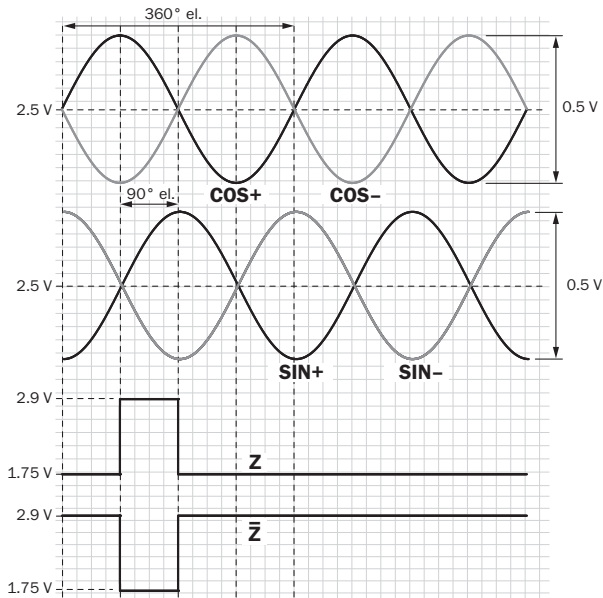 360° el.
2.5 V
0.5 V
COS+ COS–
90° el.
2.5 V
0.5 V
SIN+ SIN–
2.9 V
Z
1.75 V
2.9 V
Z̅
1.75 V